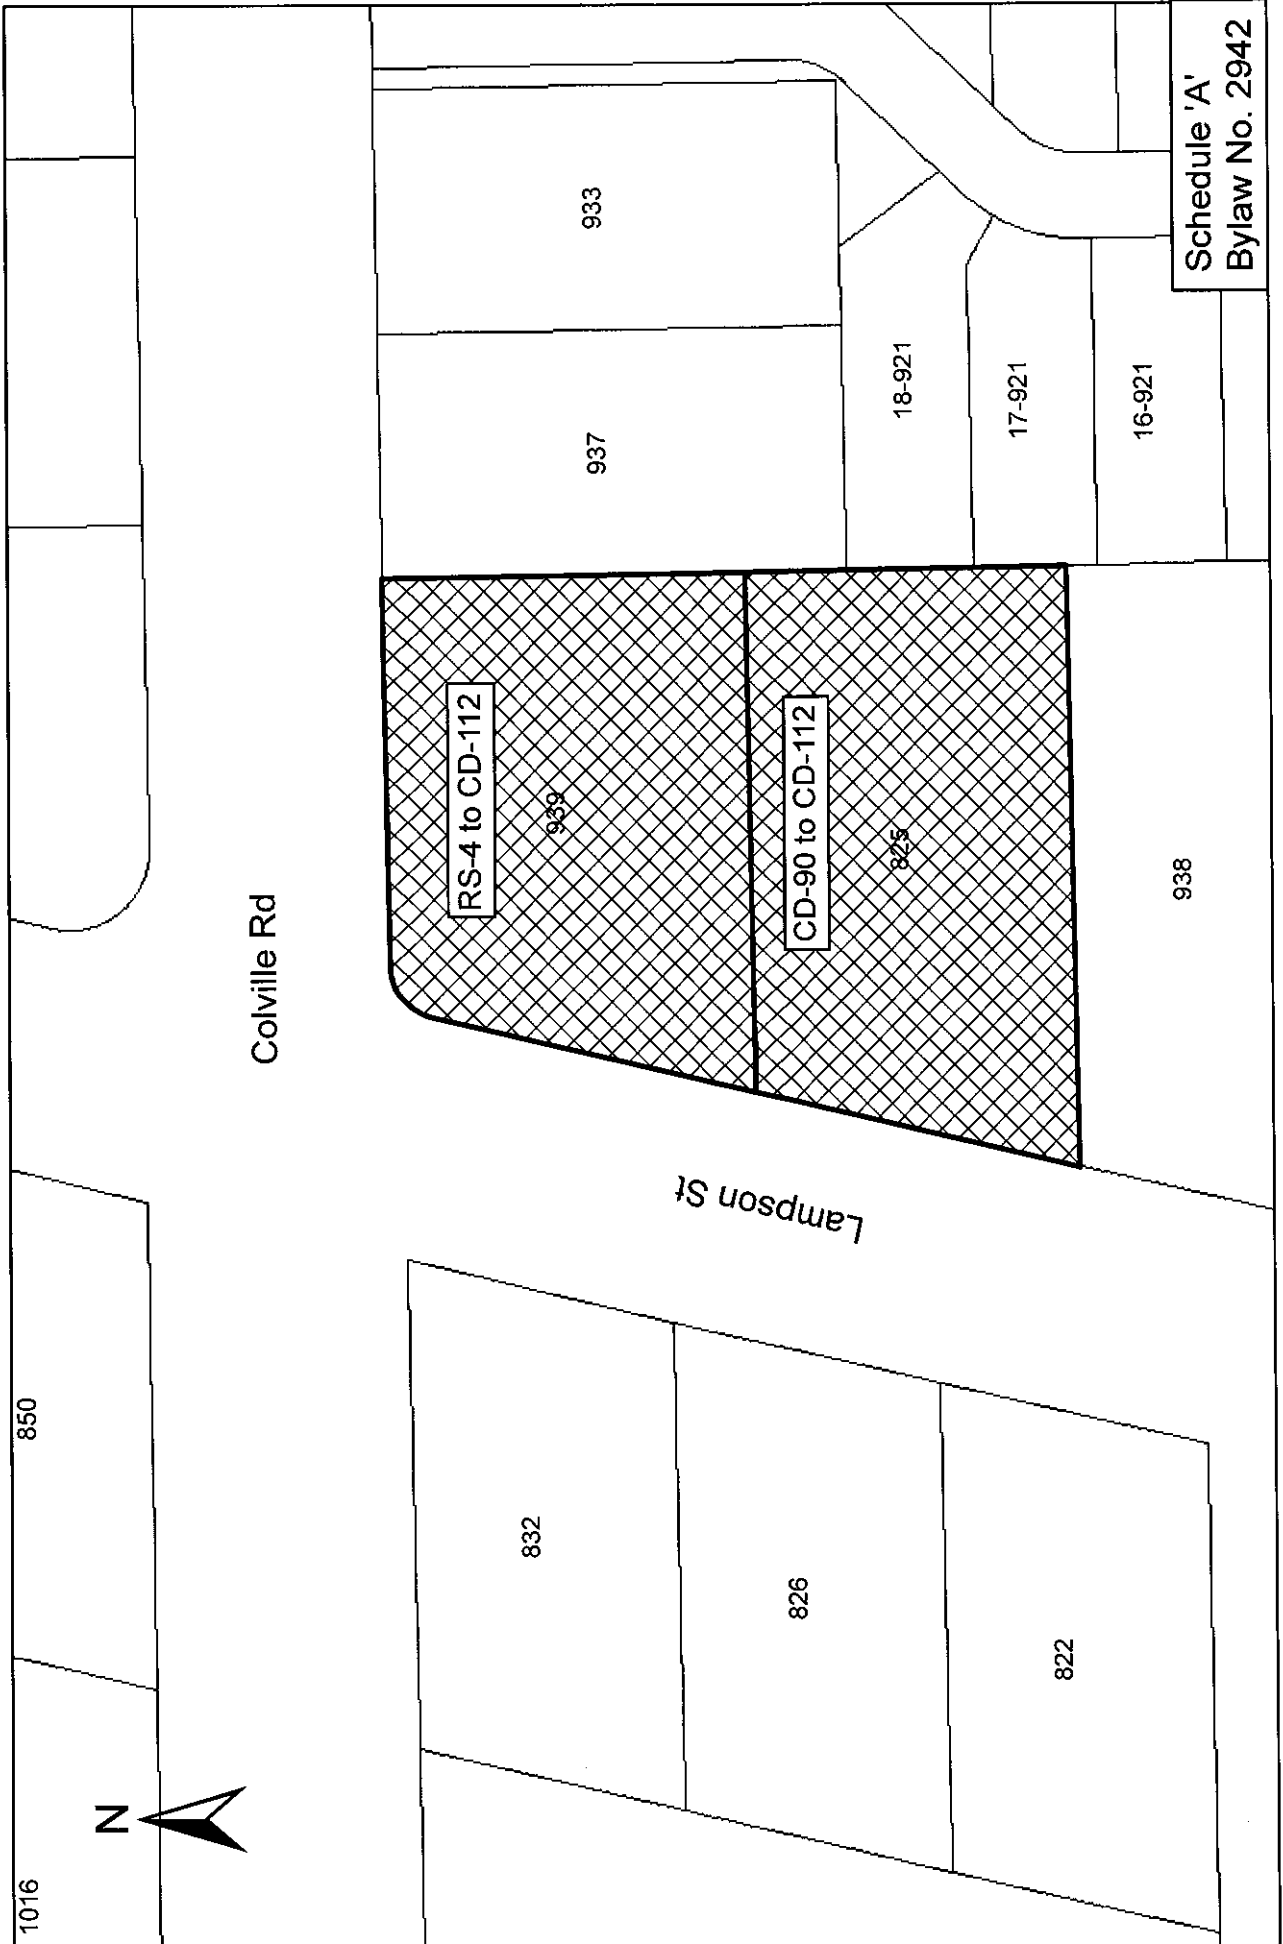 1016
850
N
Colville Rd
RS-4 to CD-112
939
933
937
832
Lampson St
CD-90 to CD-112
825
18-921
17-921
16-921
826
822
938
Schedule 'A'
Bylaw No. 2942